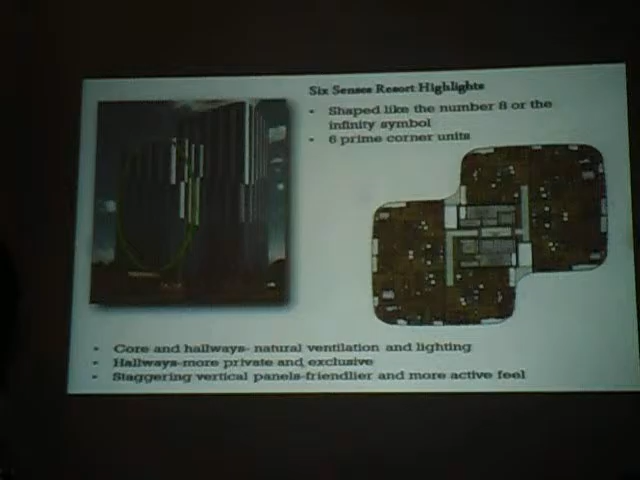 Six Senses Resort Highlights
• Shaped like the number 8 or the
infinity symbol
• 6 prime corner units
• Core and hallways- natural ventilation and lighting
• Hallways-more private and exclusive
• Staggering vertical panels-friendlier and more active feel